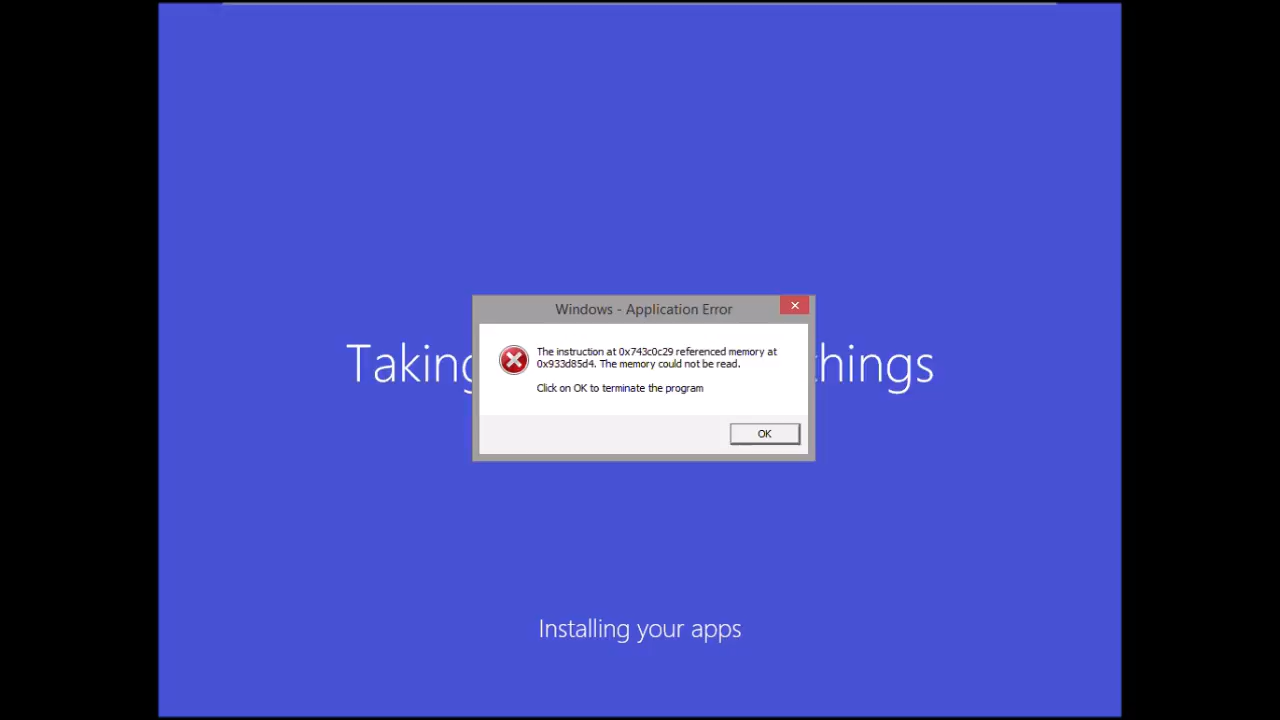 Windows - Application Error
The instruction at 0x743c0c29 referenced memory at
0x933d85d4. The memory could not be read.
Taking things
Click on OK to terminate the program
OK
Installing your apps